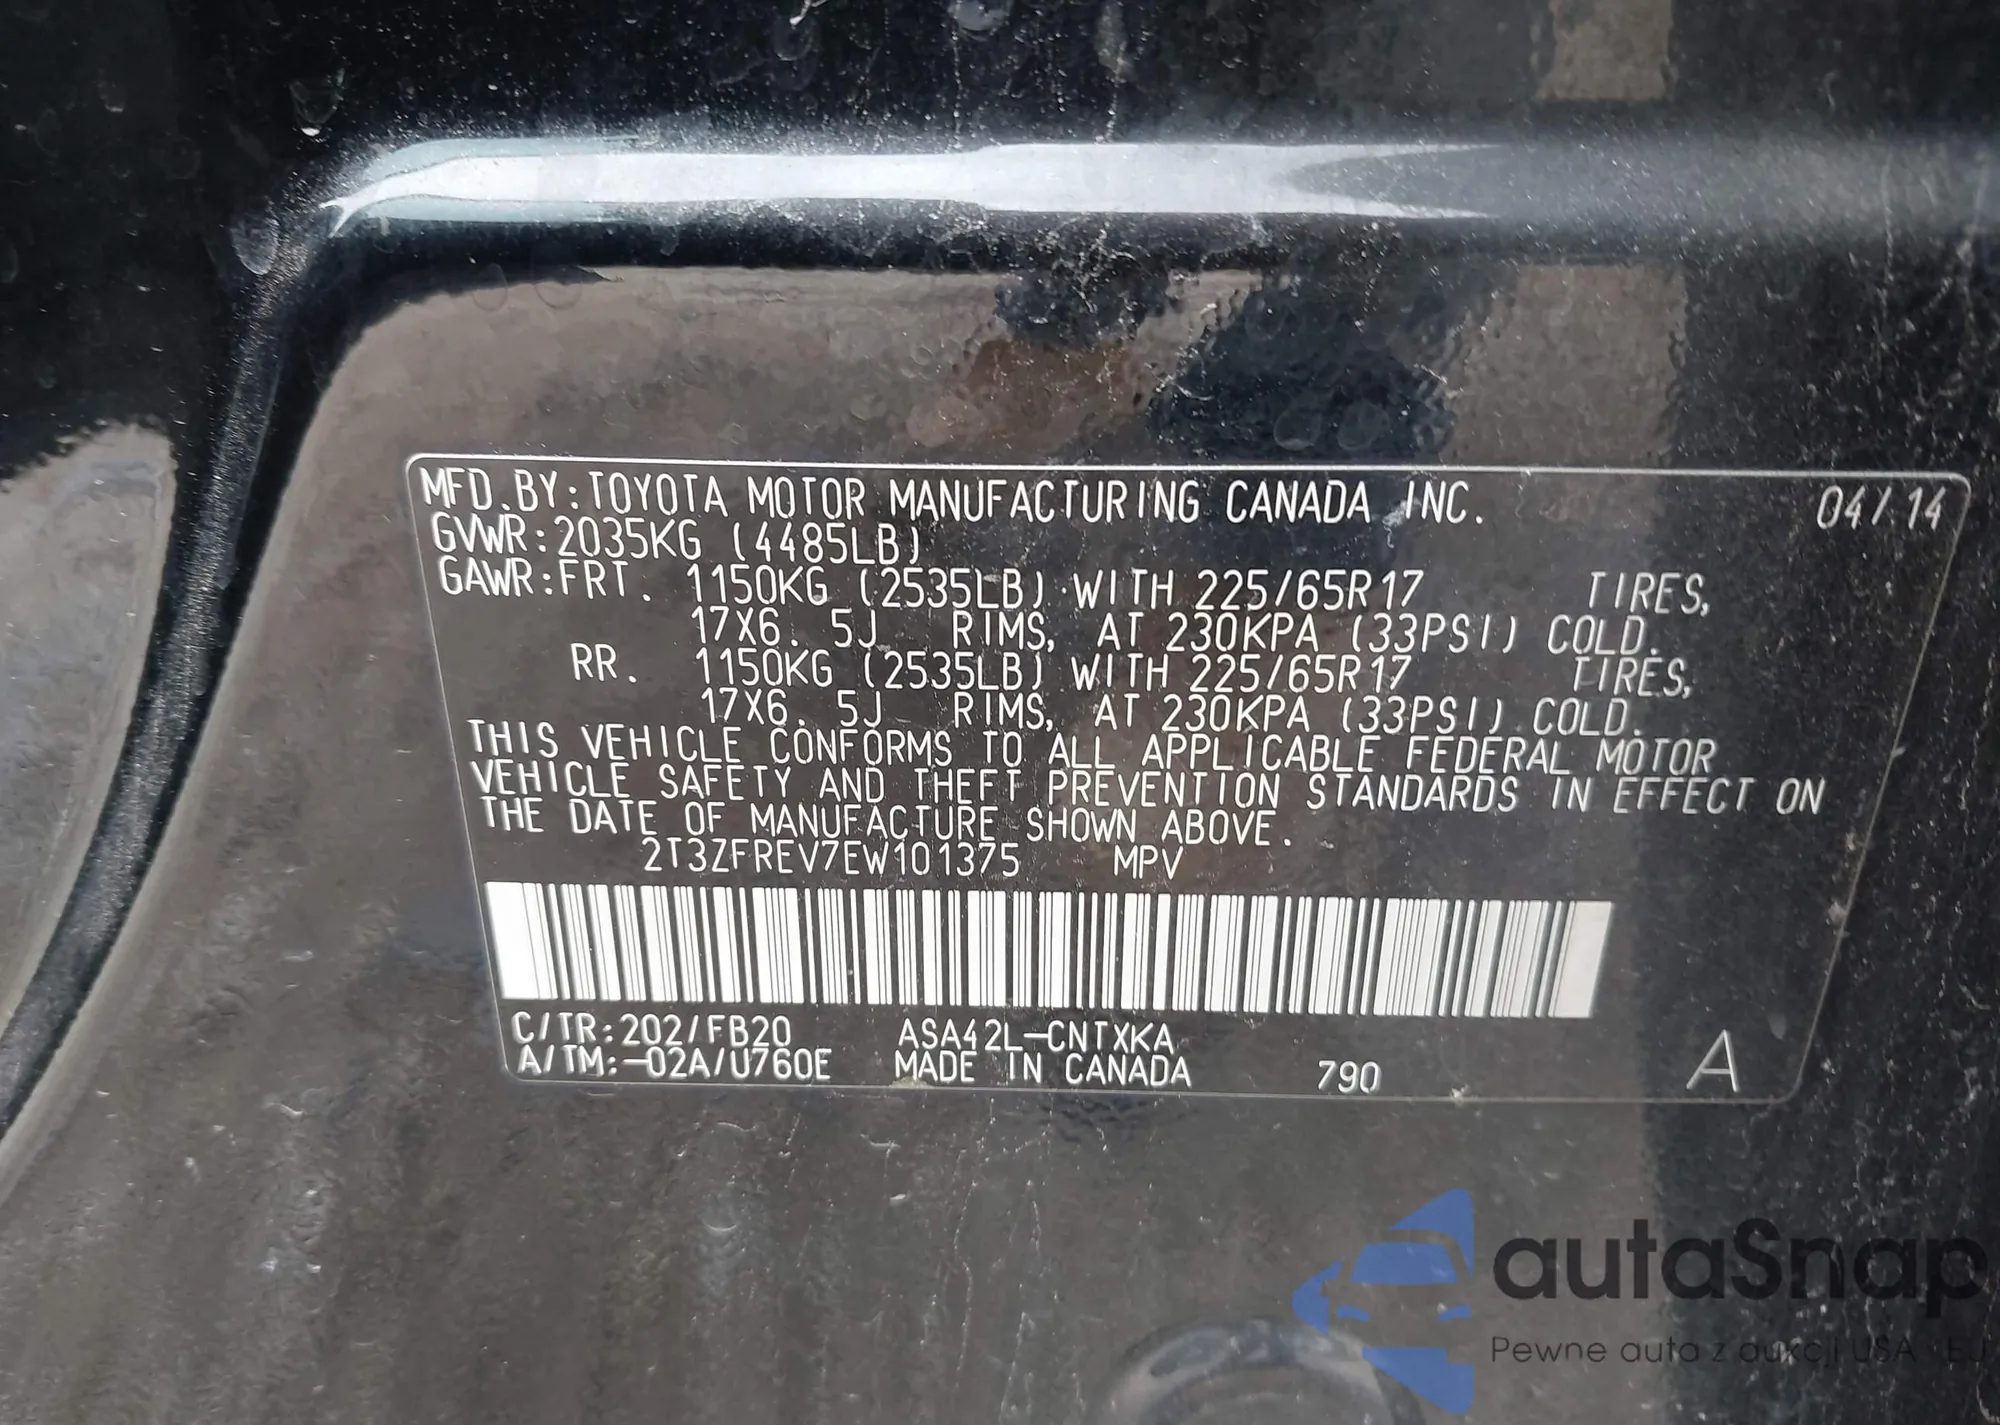 MFD.BY:TOYOTA MOTOR MANUFACTURING CANADA INC. 04/14
GVWR:2035KG (4485LB)
GAWR:FRT. 1150KG (2535LB) WITH 225/65R17 TIRES,
17X6.5J RIMS, AT 230KPA (33PSI) COLD.
RR. 1150KG (2535LB) WITH 225/65R17 TIRES,
17X6.5J RIMS, AT 230KPA (33PSI) COLD.
THIS VEHICLE CONFORMS TO ALL APPLICABLE FEDERAL MOTOR
VEHICLE SAFETY AND THEFT PREVENTION STANDARDS IN EFFECT ON
THE DATE OF MANUFACTURE SHOWN ABOVE.
2T3ZFREV7EW101375 MPV
C/TR:202/FB20 ASA42L-CNTXKA
A/TM:-02A/U760E MADE IN CANADA 790 A
autaSnap
Pewne auta z aukcji USA · EU